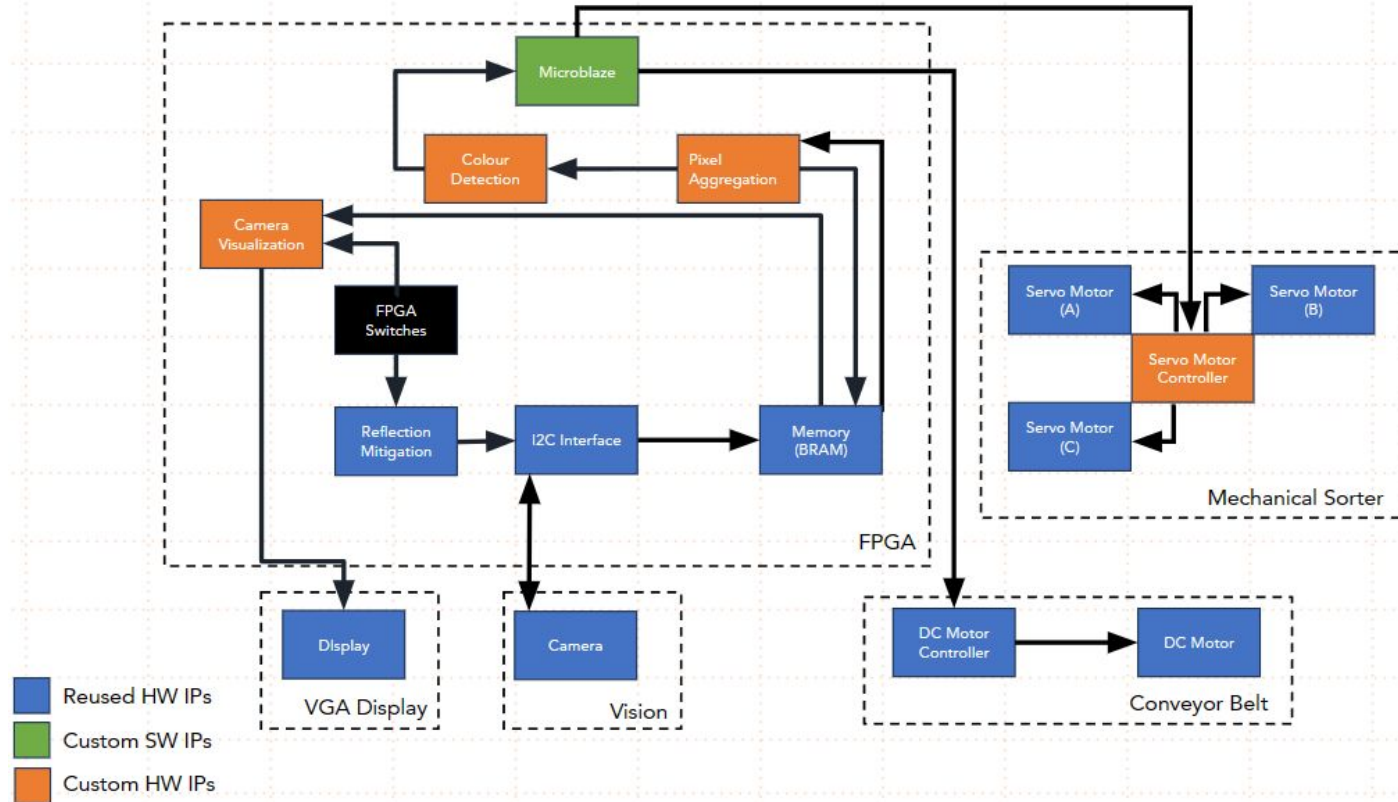 Microblaze
Colour
Detection
Pixel
Aggregation
Camera
Visualization
FPGA
Switches
Servo Motor
(A)
Servo Motor
(B)
Servo Motor
Controller
Reflection
Mitigation
I2C Interface
Memory
(BRAM)
Servo Motor
(C)
Mechanical Sorter
FPGA
DIsplay
Camera
DC Motor
Controller
DC Motor
VGA Display
Vision
Conveyor Belt
Reused HW IPs
Custom SW IPs
Custom HW IPs